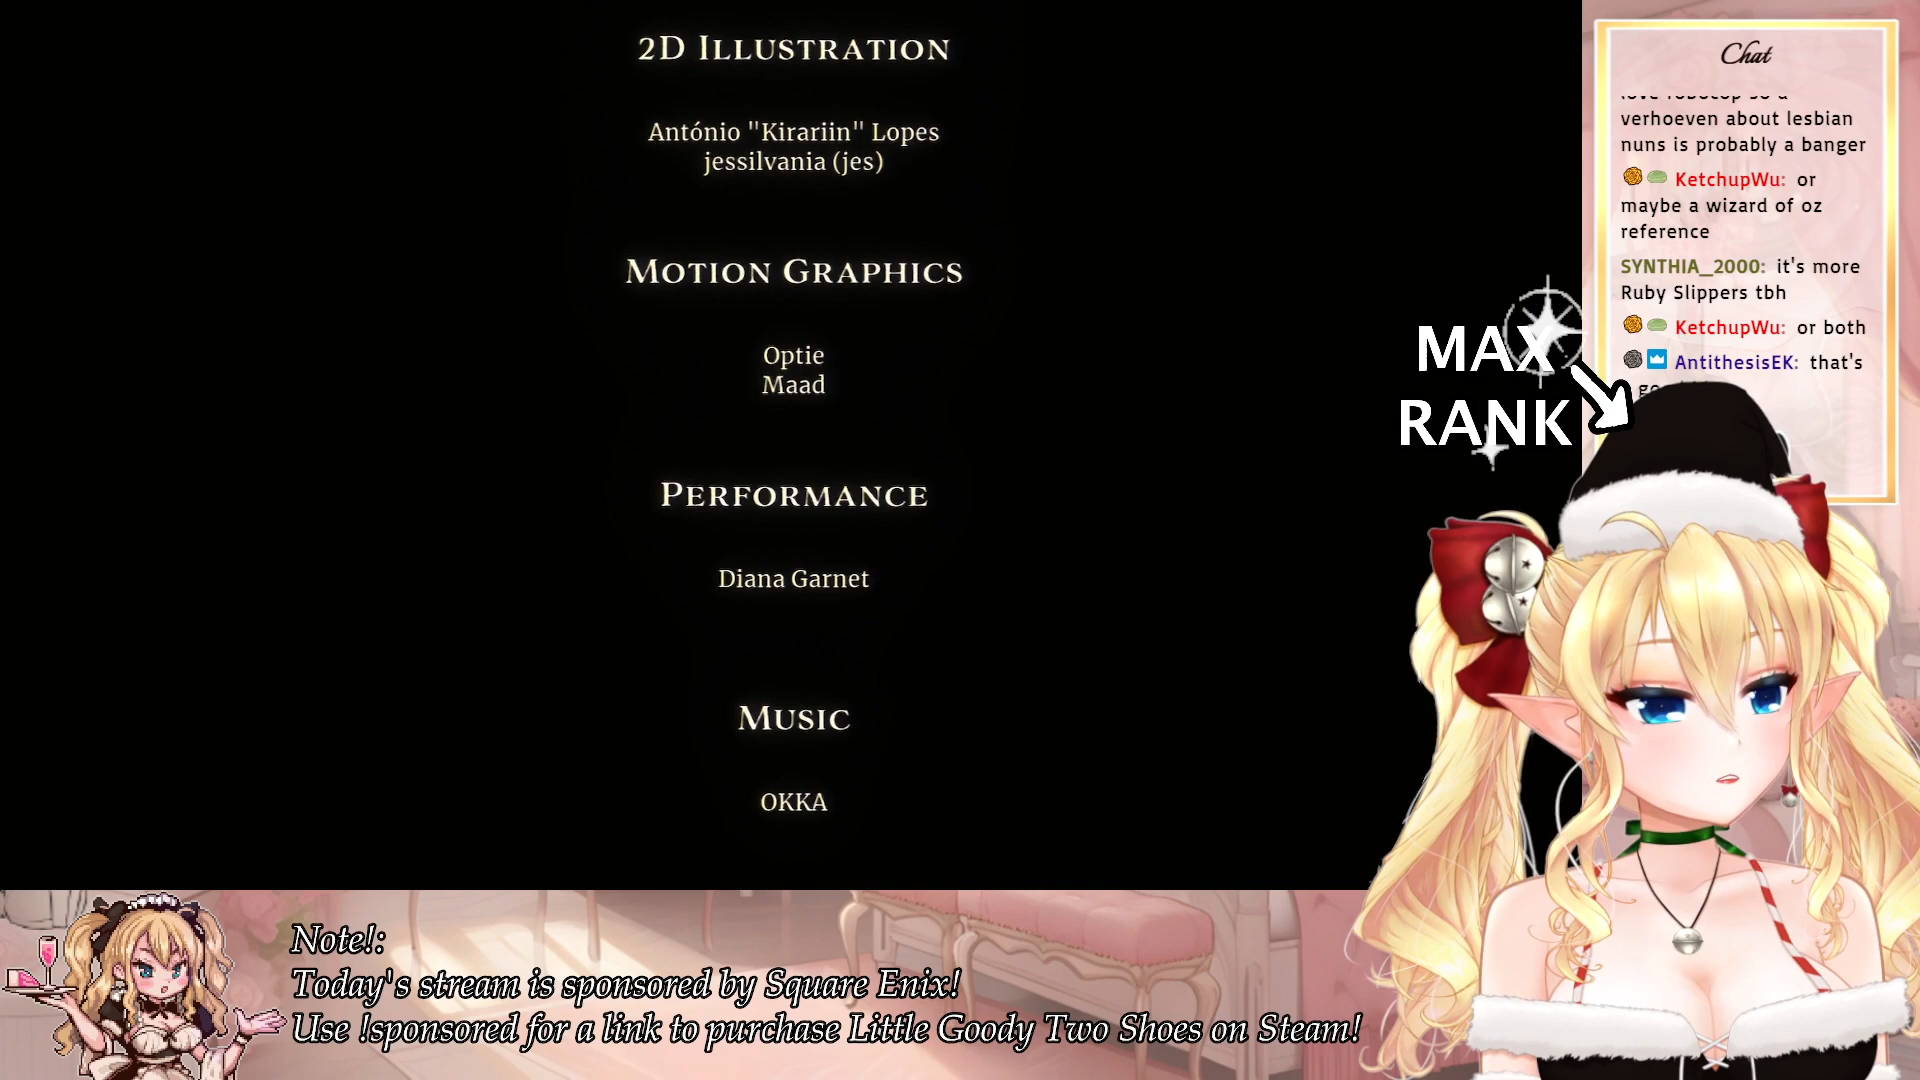 2D Illustration
António "Kirariin" Lopes
jessilvania (jes)
Motion Graphics
Optie
Maad
Performance
Diana Garnet
Music
OKKA
MAX
RANK
Chat
love robocop so a
verhoeven about lesbian
nuns is probably a banger
KetchupWu: or
maybe a wizard of oz
reference
SYNTHIA_2000: it's more
Ruby Slippers tbh
KetchupWu: or both
AntithesisEK: that's
Note!:
Today's stream is sponsored by Square Enix!
Use !sponsored for a link to purchase Little Goody Two Shoes on Steam!